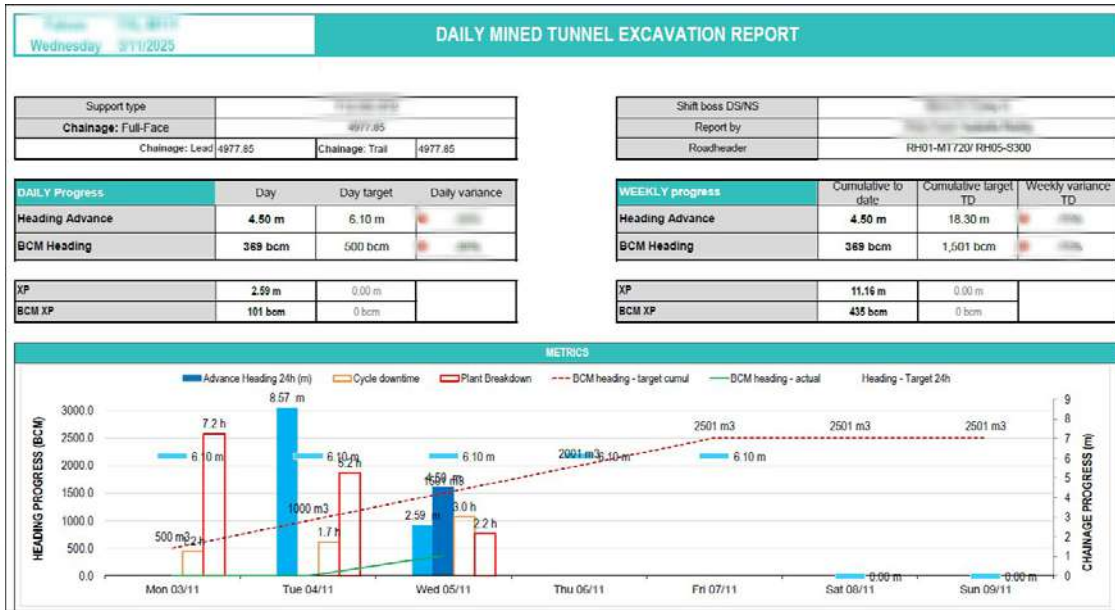 Wednesday 5/11/2025
DAILY MINED TUNNEL EXCAVATION REPORT
Support type
Chainage: Full-Face 4977.85
Chainage: Lead 4977.85 Chainage: Trail 4977.85
Shift boss DS/NS
Report by
Roadheader RH01-MT720/ RH05-S300
DAILY Progress Day Day target Daily variance
Heading Advance 4.50 m 6.10 m
BCM Heading 369 bcm 500 bcm
WEEKLY progress Cumulative to date Cumulative target TD Weekly variance TD
Heading Advance 4.50 m 18.30 m
BCM Heading 369 bcm 1,501 bcm
XP 2.59 m 0.00 m
BCM XP 101 bcm 0 bcm
XP 11.16 m 0.00 m
BCM XP 435 bcm 0 bcm
METRICS
Advance Heading 24h (m) Cycle downtime Plant Breakdown BCM heading - target cumul BCM heading - actual Heading - Target 24h
HEADING PROGRESS (BCM)
3000.0
2500.0
2000.0
1500.0
1000.0
500.0
0.0
7.2 h
8.57 m
6.10 m
6.10 m
6.10 m
6.10 m
6.10 m
5.2 h
500 m3
1000 m3
1.7 h
2.59 m
4.50 m
3.0 h
2.2 h
2001 m3
2501 m3
2501 m3
2501 m3
0.00 m
0.00 m
9
8
7
6
5
4
3
2
1
0
CHAINAGE PROGRESS (m)
Mon 03/11 Tue 04/11 Wed 05/11 Thu 06/11 Fri 07/11 Sat 08/11 Sun 09/11